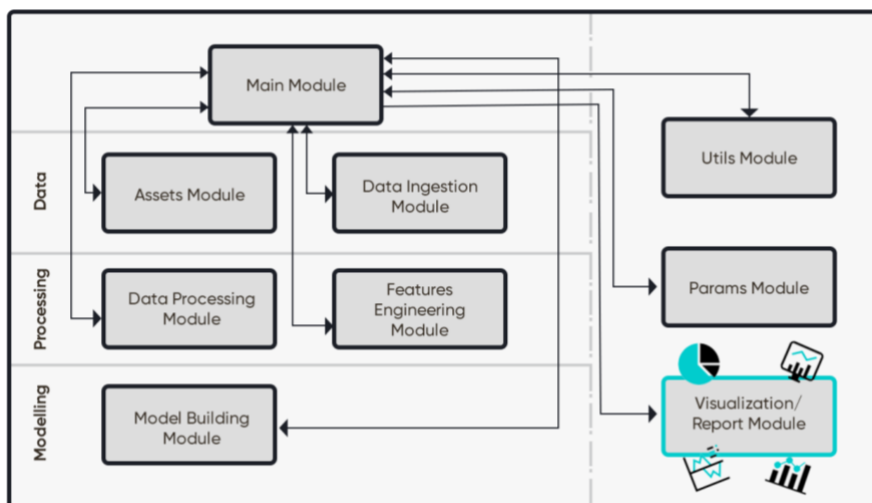 Main Module
Utils Module
Data
Assets Module
Data Ingestion
Module
Processing
Data Processing
Module
Features
Engineering
Module
Params Module
Modelling
Model Building
Module
Visualization/
Report Module